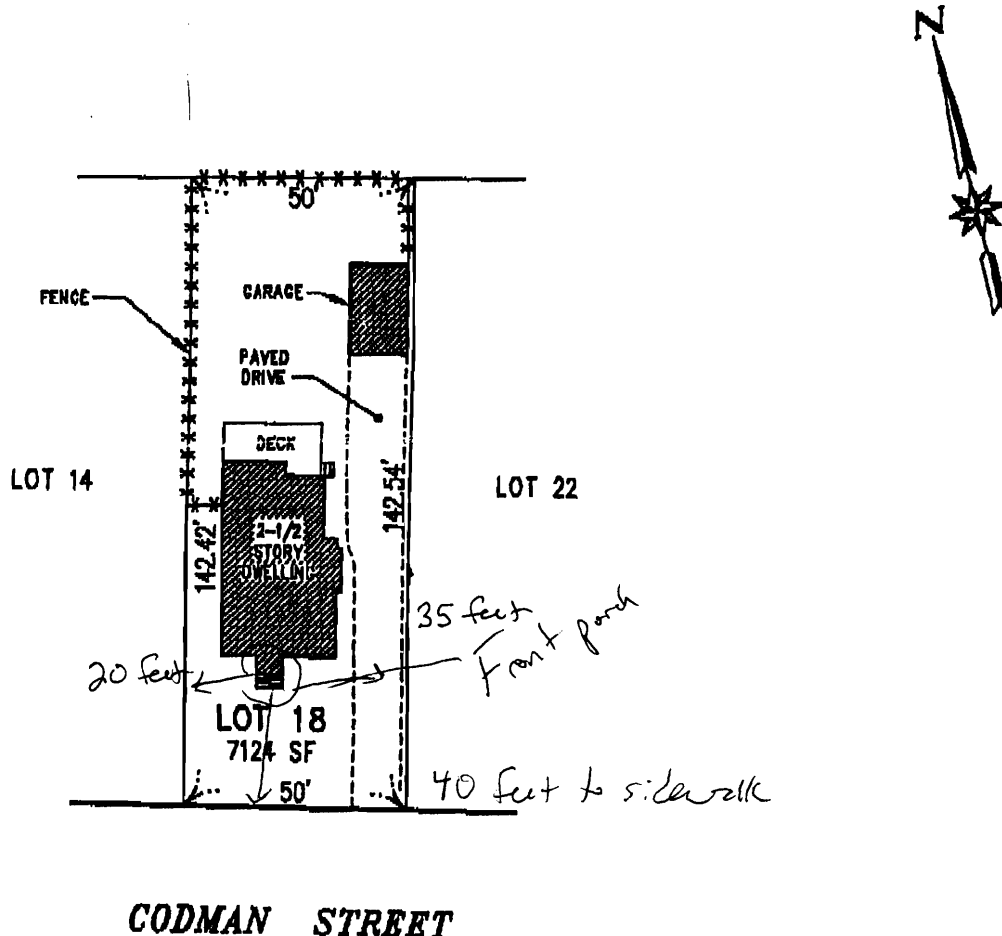 N
50'
FENCE
GARAGE
PAVED
DRIVE
DECK
LOT 14
142.54'
LOT 22
2-1/2
STORY
DWELLING
142.42'
35 feet
Front porch
20 feet
LOT 18
7124 SF
50'
40 feet to sidewalk
CODMAN STREET